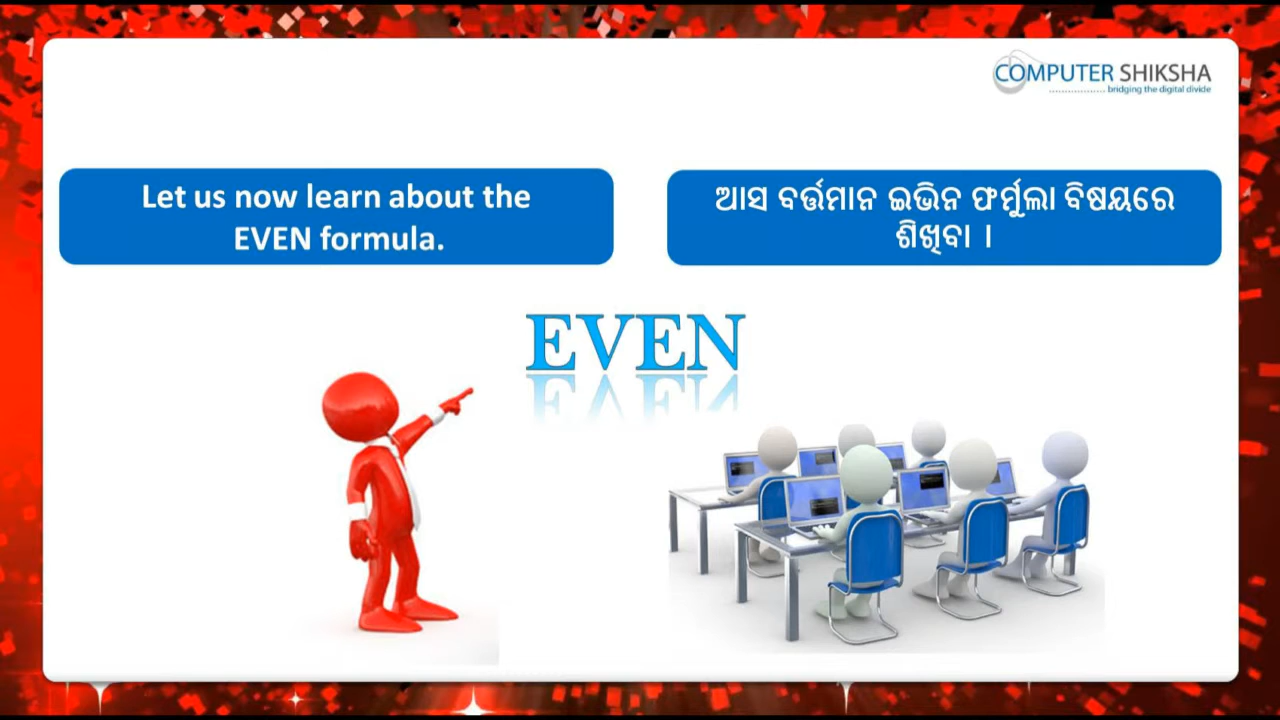 COMPUTER SHIKSHA
bridging the digital divide
Let us now learn about the
EVEN formula.
ଆସ ବର୍ତ୍ତମାନ ଇଭିନ ଫର୍ମୁଲା ବିଷୟରେ
ଶିଖିବା ।
EVEN